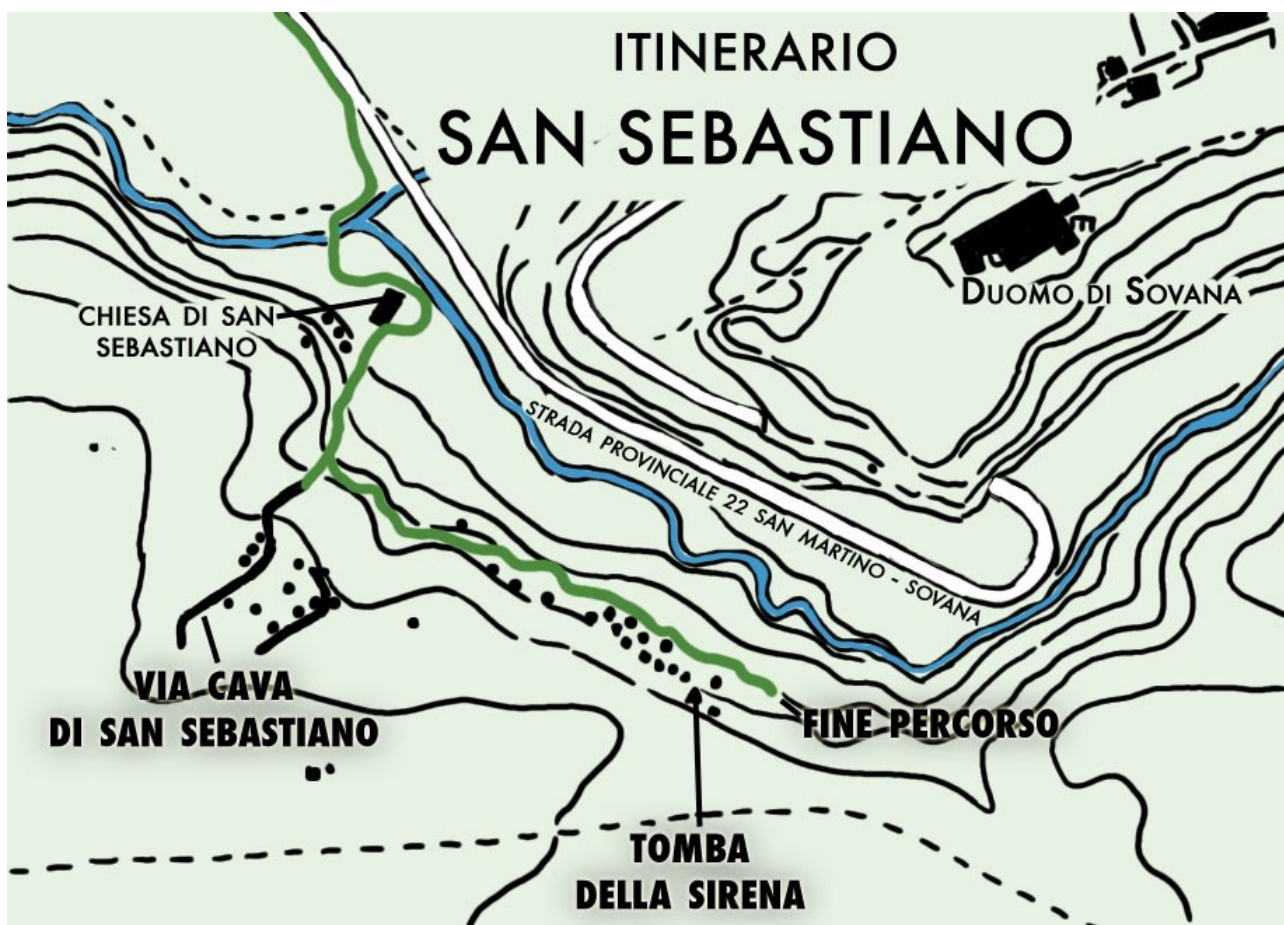 ITINERARIO
SAN SEBASTIANO
DUOMO DI SOVANA
CHIESA DI SAN
SEBASTIANO
STRADA PROVINCIALE 22 SAN MARTINO - SOVANA
VIA CAVA
DI SAN SEBASTIANO
FINE PERCORSO
TOMBA
DELLA SIRENA